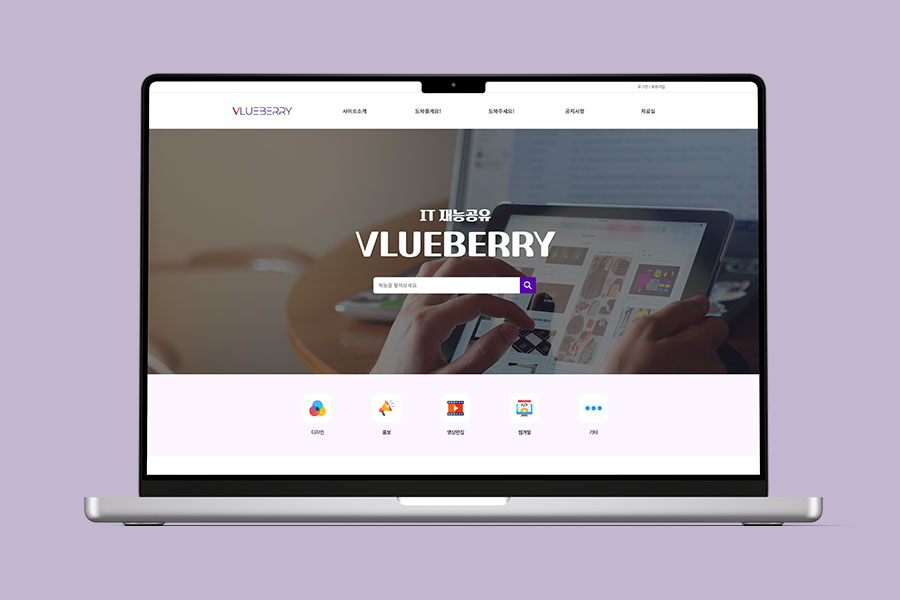 로그인 / 회원가입
VLUEBERRY
사이트소개
도와줄게요!
도와주세요!
공지사항
자료실
IT 재능공유
VLUEBERRY
재능을 펼쳐보세요.
디자인
홍보
영상편집
웹개발
기타